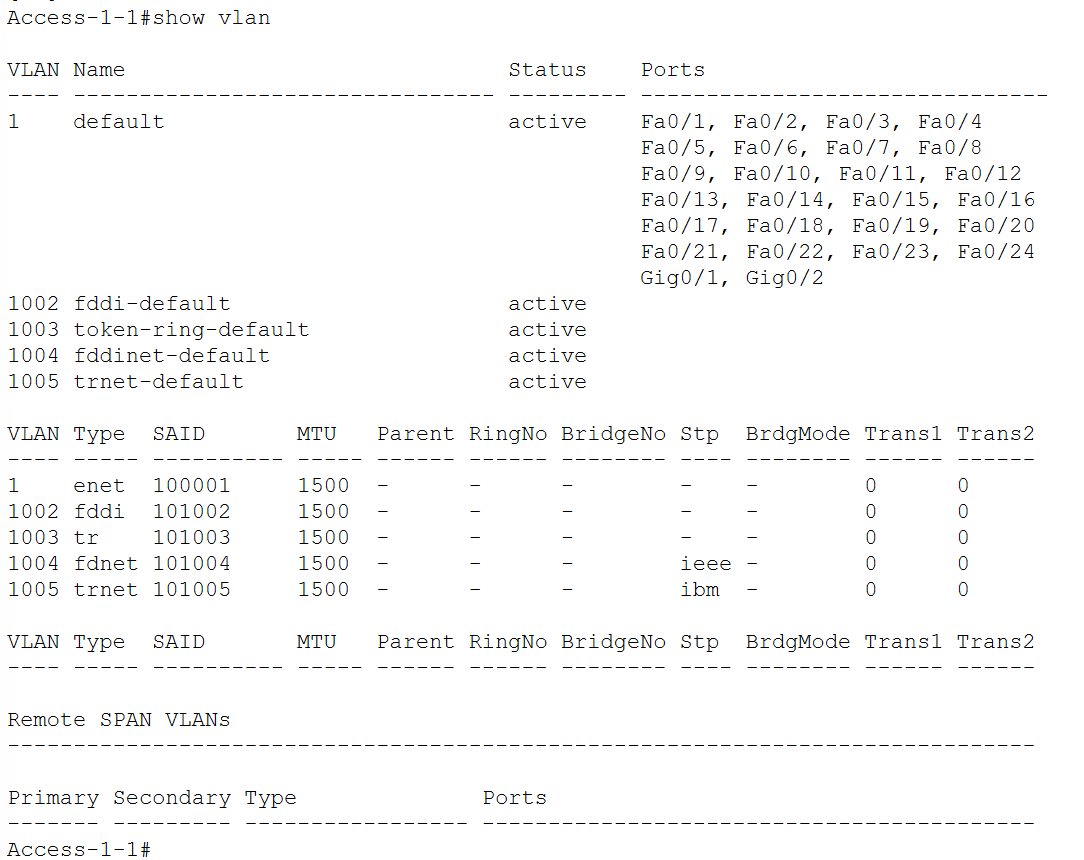 Access-1-1#show vlan
VLAN Name                             Status    Ports
---- -------------------------------- --------- -------------------------------
1    default                          active    Fa0/1, Fa0/2, Fa0/3, Fa0/4
                                                Fa0/5, Fa0/6, Fa0/7, Fa0/8
                                                Fa0/9, Fa0/10, Fa0/11, Fa0/12
                                                Fa0/13, Fa0/14, Fa0/15, Fa0/16
                                                Fa0/17, Fa0/18, Fa0/19, Fa0/20
                                                Fa0/21, Fa0/22, Fa0/23, Fa0/24
                                                Gig0/1, Gig0/2
1002 fddi-default                     active
1003 token-ring-default               active
1004 fddinet-default                  active
1005 trnet-default                    active
VLAN Type  SAID       MTU   Parent RingNo BridgeNo Stp  BrdgMode Trans1 Trans2
---- ----- ---------- ----- ------ ------ -------- ---- -------- ------ ------
1    enet  100001     1500  -      -      -        -    -        0      0
1002 fddi  101002     1500  -      -      -        -    -        0      0
1003 tr    101003     1500  -      -      -        -    -        0      0
1004 fdnet 101004     1500  -      -      -        ieee -        0      0
1005 trnet 101005     1500  -      -      -        ibm  -        0      0
VLAN Type  SAID       MTU   Parent RingNo BridgeNo Stp  BrdgMode Trans1 Trans2
---- ----- ---------- ----- ------ ------ -------- ---- -------- ------ ------
Remote SPAN VLANs
------------------------------------------------------------------------------
Primary Secondary Type              Ports
------- --------- ----------------- ------------------------------------------
Access-1-1#